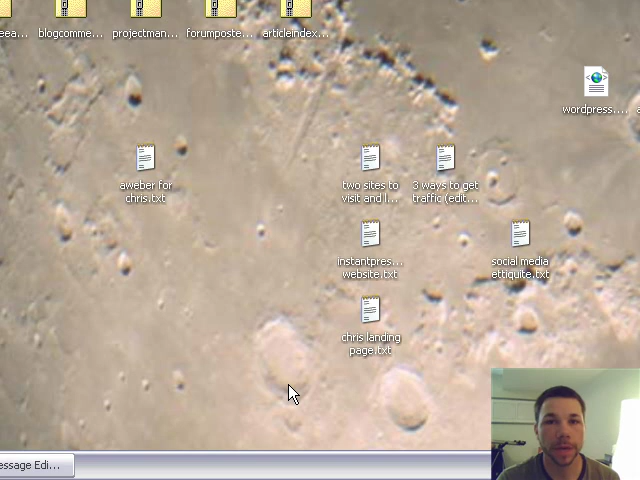 eea...
blogcomme...
projectman...
forumposte...
articleindex...
wordpress....
aweber for
chris.txt
two sites to
visit and l...
3 ways to get
traffic (edit...
instantpres...
website.txt
social media
ettiquite.txt
chris landing
page.txt
essage Edi...